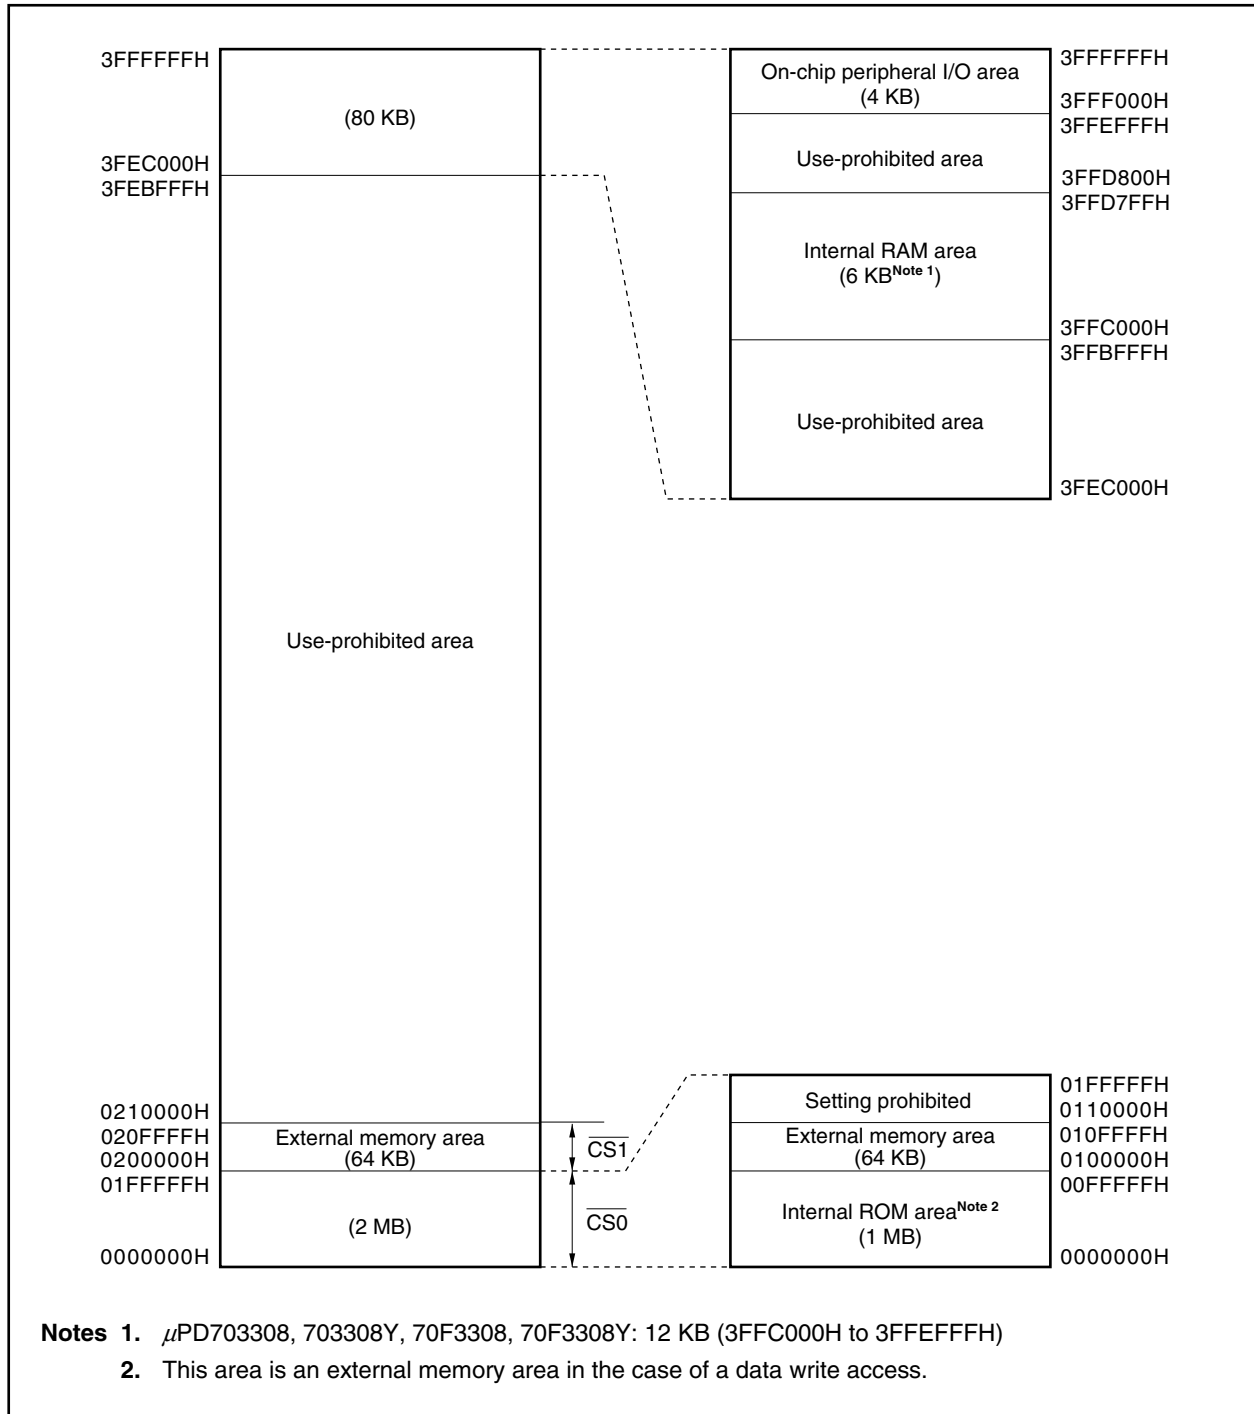 3FFFFFFH
(80 KB)
3FEC000H
3FEBFFFH
Use-prohibited area
0210000H
020FFFFH
0200000H
External memory area
(64 KB)
CS1
01FFFFFH
(2 MB)
CS0
0000000H
On-chip peripheral I/O area
(4 KB)
3FFFFFFH
3FFF000H
3FFEFFFH
Use-prohibited area
3FFD800H
3FFD7FFH
Internal RAM area
(6 KBNote 1)
3FFC000H
3FFBFFFH
Use-prohibited area
3FEC000H
01FFFFFH
Setting prohibited
0110000H
External memory area
(64 KB)
010FFFFH
0100000H
00FFFFFH
Internal ROM areaNote 2
(1 MB)
0000000H
Notes 1. μPD703308, 703308Y, 70F3308, 70F3308Y: 12 KB (3FFC000H to 3FFEFFFH)
2. This area is an external memory area in the case of a data write access.